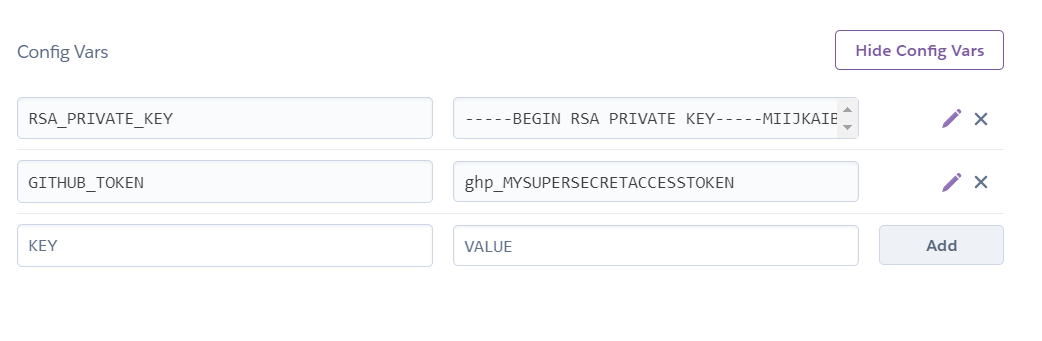 Config Vars
Hide Config Vars
RSA_PRIVATE_KEY
-----BEGIN RSA PRIVATE KEY-----MIIJKAIB
GITHUB_TOKEN
ghp_MYSUPERSECRETACCESSTOKEN
KEY
VALUE
Add